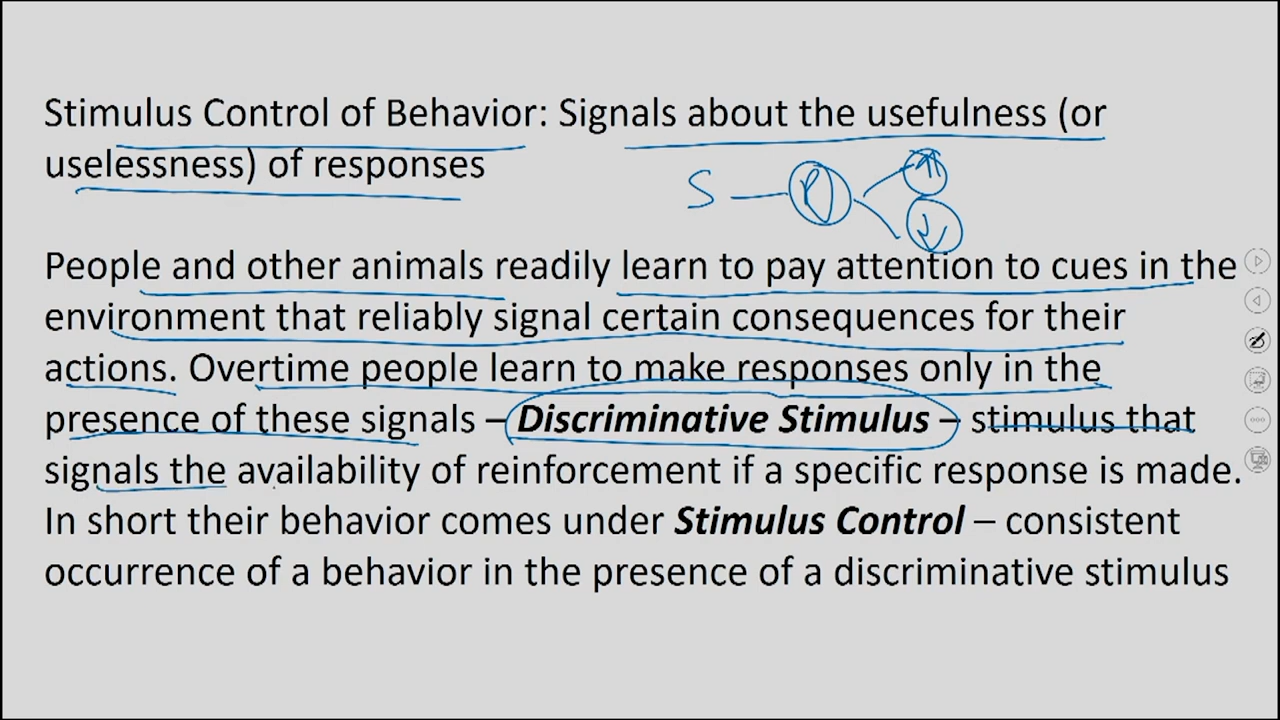 Stimulus Control of Behavior: Signals about the usefulness (or
uselessness) of responses
S — R
People and other animals readily learn to pay attention to cues in the
environment that reliably signal certain consequences for their
actions. Overtime people learn to make responses only in the
presence of these signals – Discriminative Stimulus – stimulus that
signals the availability of reinforcement if a specific response is made.
In short their behavior comes under Stimulus Control – consistent
occurrence of a behavior in the presence of a discriminative stimulus